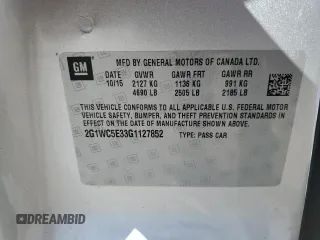 GM
MFD BY GENERAL MOTORS OF CANADA LTD.
DATE GVWR GAWR FRT GAWR RR
10/15 2127 KG 1136 KG 991 KG
4690 LB 2505 LB 2185 LB
THIS VEHICLE CONFORMS TO ALL APPLICABLE U.S. FEDERAL MOTOR
VEHICLE SAFETY, BUMPER, AND THEFT PREVENTION STANDARDS
IN EFFECT ON THE DATE OF MANUFACTURE SHOWN ABOVE.
2G1WC5E33G1127852 TYPE: PASS CAR
DREAMBID